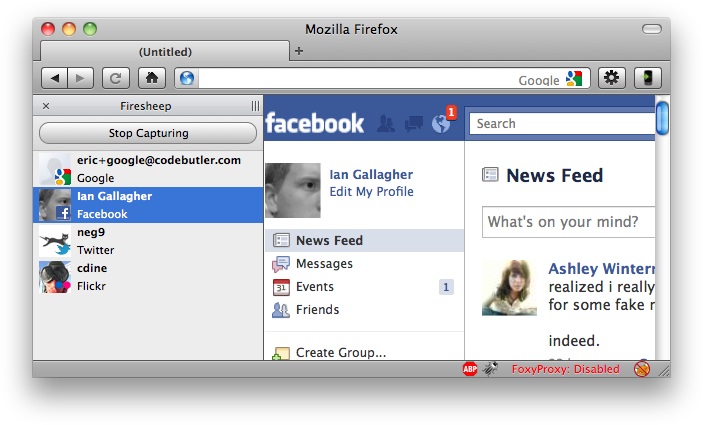 Mozilla Firefox
(Untitled)
Google
Firesheep
Stop Capturing
eric+google@codebutler.com
Google
Ian Gallagher
Facebook
neg9
Twitter
cdine
Flickr
facebook
1
Search
Ian Gallagher
Edit My Profile
News Feed
Messages
31
Events
1
Friends
Create Group...
News Feed
What's on your mind?
Ashley
realized i really
for some fake
indeed.
ABP
FoxyProxy: Disabled